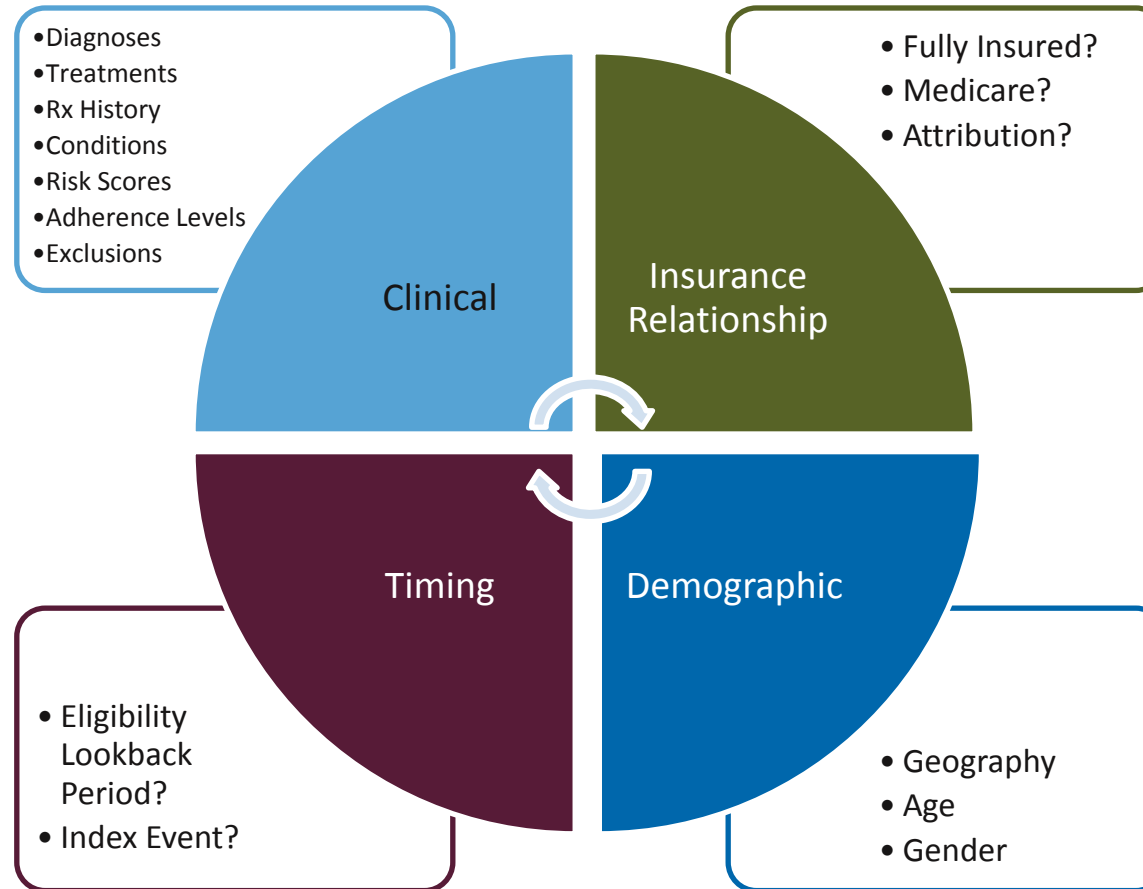 •Diagnoses
•Treatments
•Rx History
•Conditions
•Risk Scores
•Adherence Levels
•Exclusions
• Fully Insured?
• Medicare?
• Attribution?
Clinical
Insurance
Relationship
Timing
Demographic
• Eligibility
Lookback
Period?
• Index Event?
• Geography
• Age
• Gender